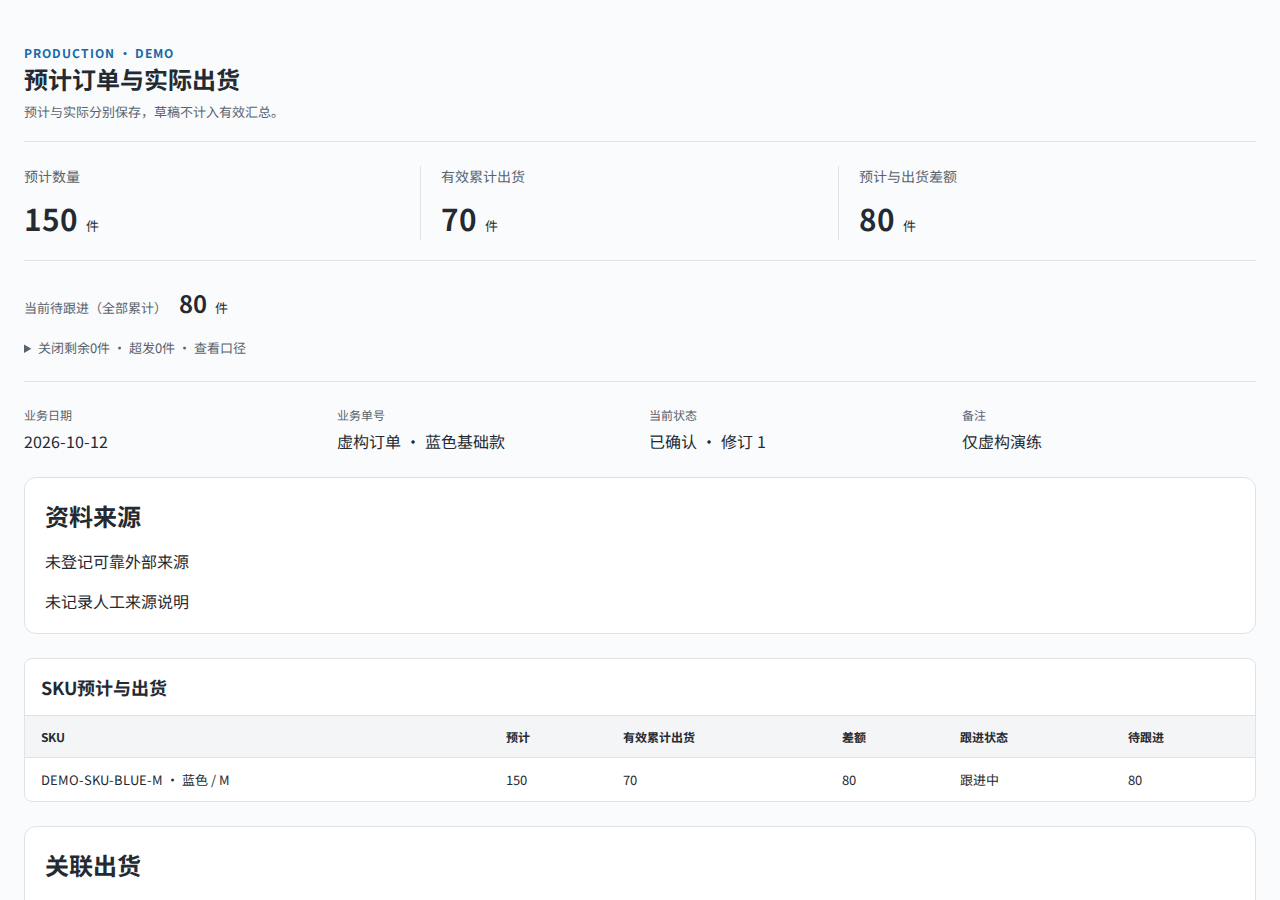 PRODUCTION · DEMO
预计订单与实际出货
预计与实际分别保存，草稿不计入有效汇总。
预计数量
150 件
有效累计出货
70 件
预计与出货差额
80 件
当前待跟进（全部累计） 80 件
▶ 关闭剩余0件 · 超发0件 · 查看口径
业务日期
2026-10-12
业务单号
虚构订单 · 蓝色基础款
当前状态
已确认 · 修订 1
备注
仅虚构演练
资料来源
未登记可靠外部来源
未记录人工来源说明
SKU预计与出货
SKU 预计 有效累计出货 差额 跟进状态 待跟进
DEMO-SKU-BLUE-M · 蓝色 / M 150 70 80 跟进中 80
关联出货